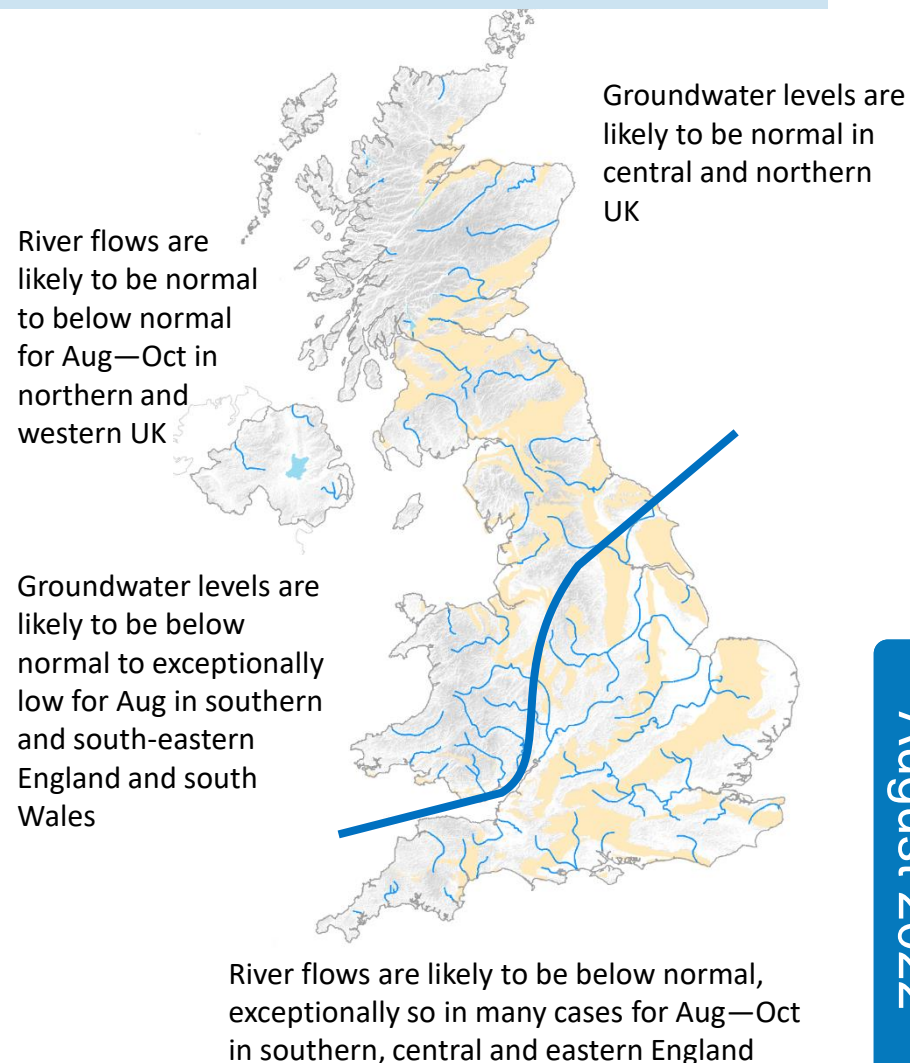 Groundwater levels are
likely to be normal in
central and northern
UK
River flows are
likely to be normal
to below normal
for Aug—Oct in
northern and
western UK
Groundwater levels are
likely to be below
normal to exceptionally
low for Aug in southern
and south-eastern
England and south
Wales
River flows are likely to be below normal,
exceptionally so in many cases for Aug—Oct
in southern, central and eastern England
August 2022